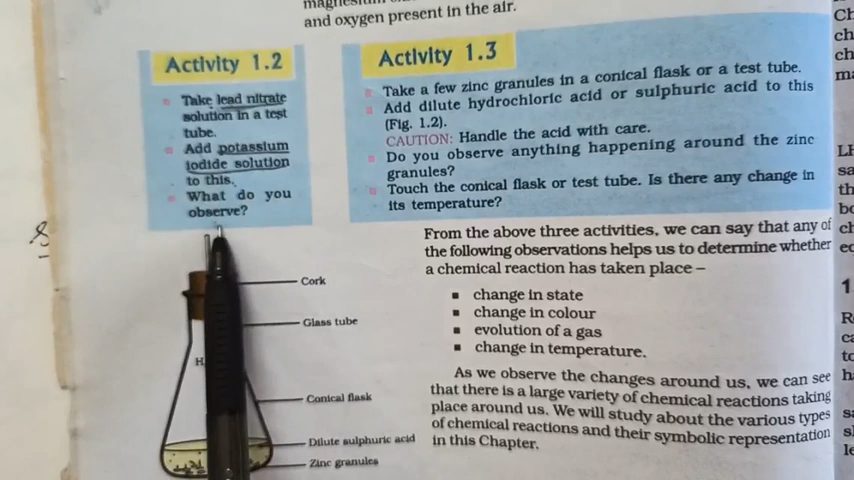 and oxygen present in the air.
Activity 1.2
Take lead nitrate
solution in a test
tube.
Add potassium
iodide solution
to this.
What do you
observe?
Activity 1.3
Take a few zinc granules in a conical flask or a test tube.
Add dilute hydrochloric acid or sulphuric acid to this
(Fig. 1.2).
CAUTION: Handle the acid with care.
Do you observe anything happening around the zinc
granules?
Touch the conical flask or test tube. Is there any change in
its temperature?
Cork
Glass tube
Conical flask
Dilute sulphuric acid
Zinc granules
From the above three activities, we can say that any of
the following observations helps us to determine whether
a chemical reaction has taken place –
change in state
change in colour
evolution of a gas
change in temperature.
As we observe the changes around us, we can see
that there is a large variety of chemical reactions taking
place around us. We will study about the various types
of chemical reactions and their symbolic representation
in this Chapter.